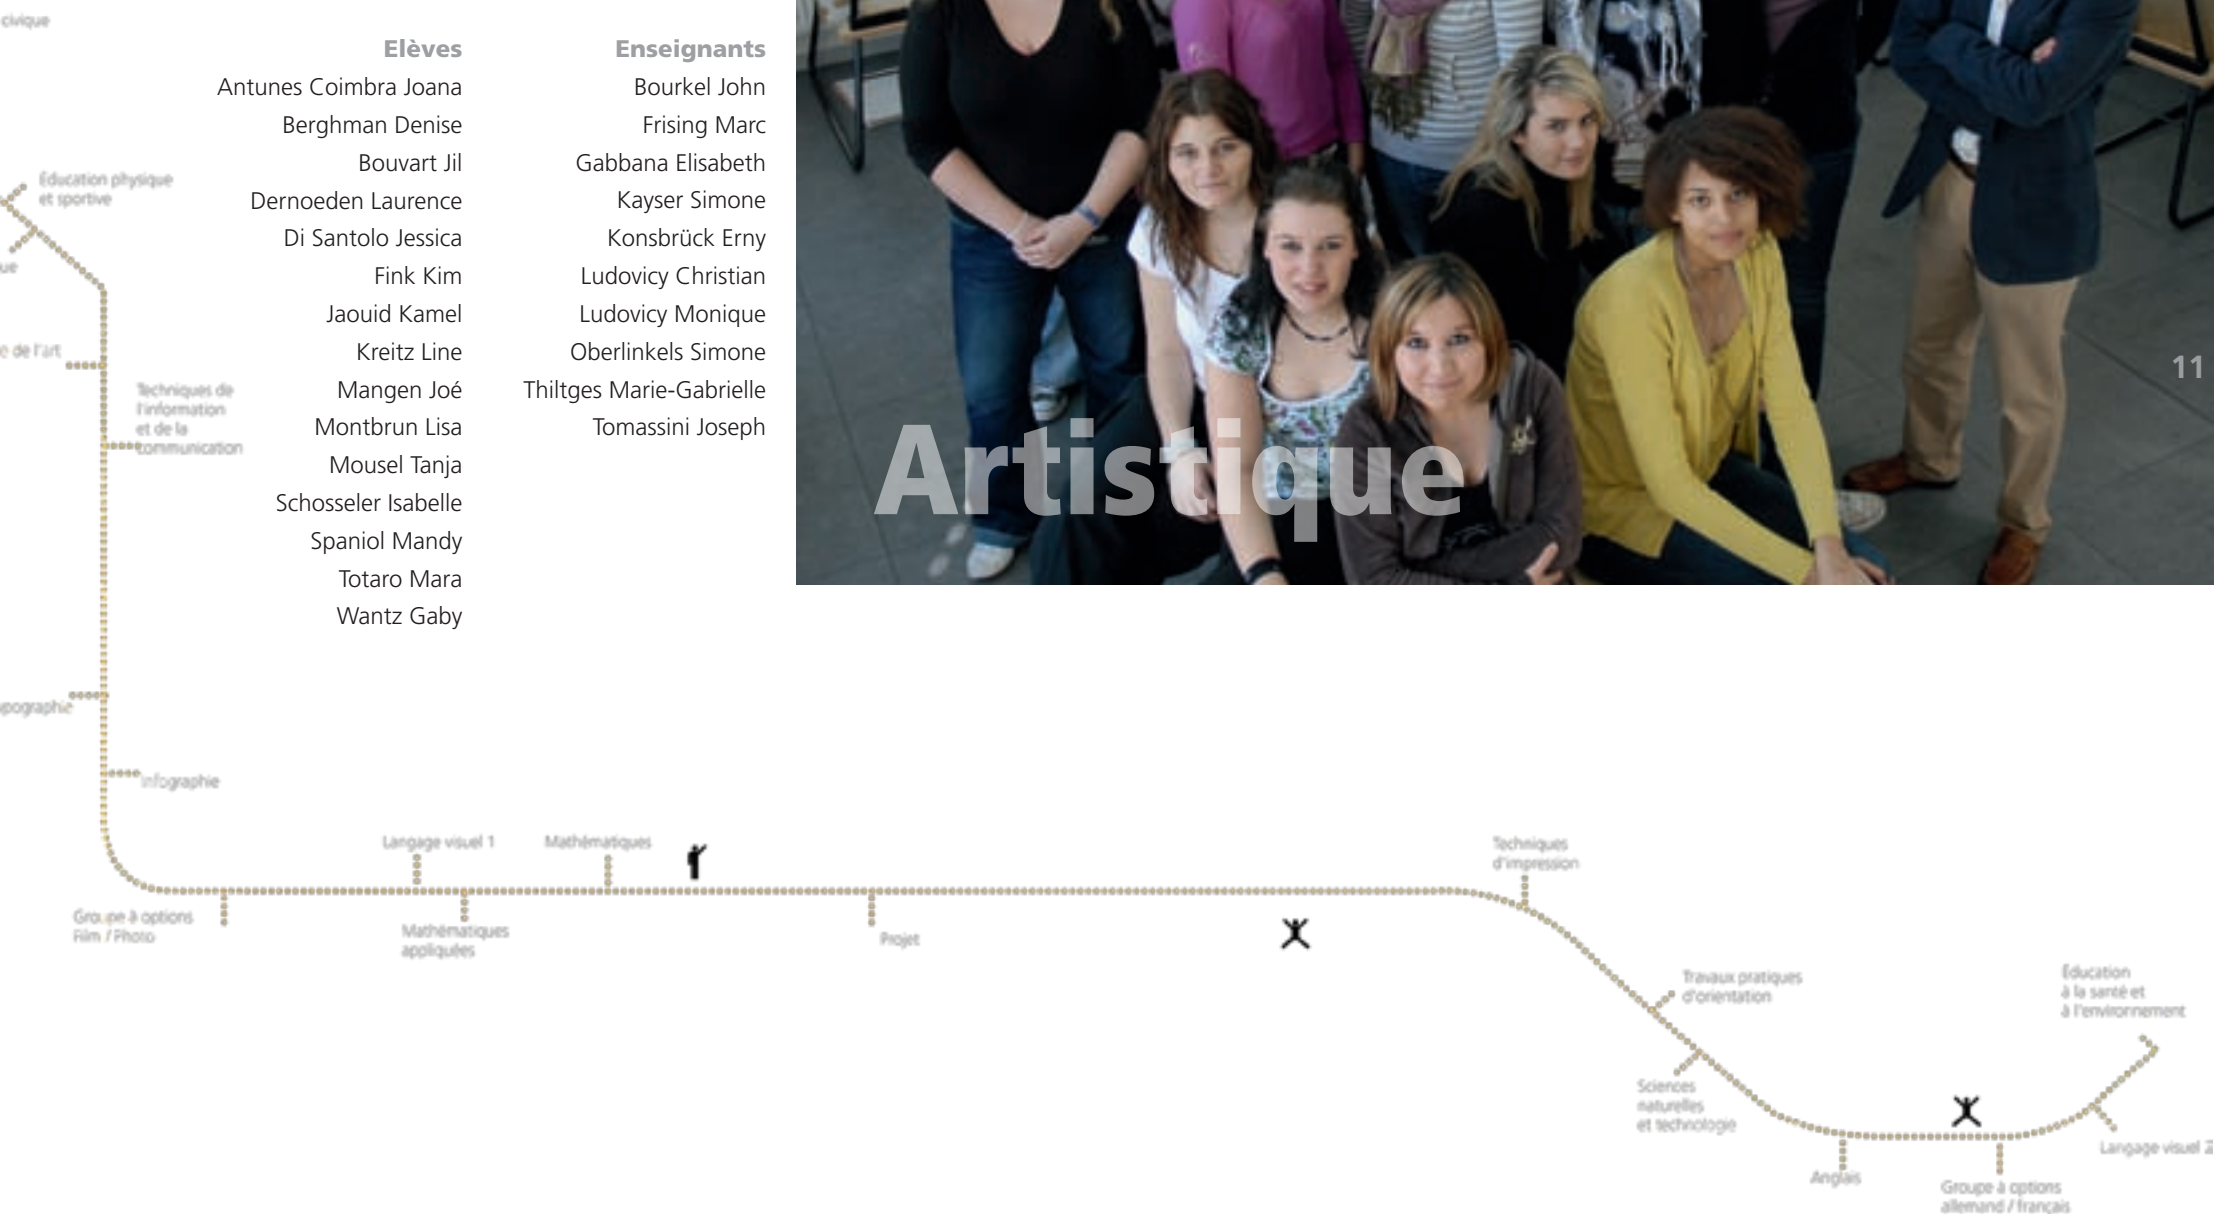 civique
Elèves
Antunes Coimbra Joana
Berghman Denise
Bouvart Jil
Dernoeden Laurence
Di Santolo Jessica
Fink Kim
Jaouid Kamel
Kreitz Line
Mangen Joé
Montbrun Lisa
Mousel Tanja
Schosseler Isabelle
Spaniol Mandy
Totaro Mara
Wantz Gaby
Enseignants
Bourkel John
Frising Marc
Gabbana Elisabeth
Kayser Simone
Konsbrück Erny
Ludovicy Christian
Ludovicy Monique
Oberlinkels Simone
Thiltges Marie-Gabrielle
Tomassini Joseph
Artistique
11
Éducation physique
et sportive
ue
e de l'art
Techniques de
l'information
et de la
communication
ypographie
Infographie
Groupe à options
Film / Photo
Langage visuel 1
Mathématiques
appliquées
Mathématiques
Projet
Techniques
d'impression
Travaux pratiques
d'orientation
Sciences
naturelles
et technologie
Anglais
Groupe à options
allemand / français
Education
à la santé et
à l'environnement
Langage visuel 2